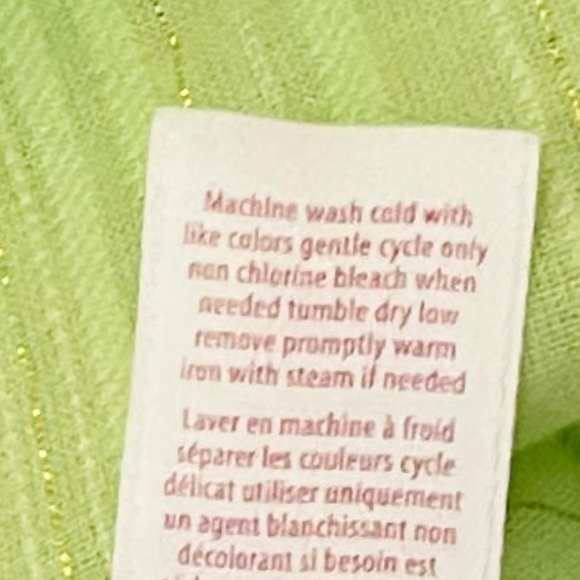 Machine wash cold with
like colors gentle cycle only
non chlorine bleach when
needed tumble dry low
remove promptly warm
iron with steam if needed
Laver en machine à froid
séparer les couleurs cycle
délicat utiliser uniquement
un agent blanchissant non
décolorant si besoin est